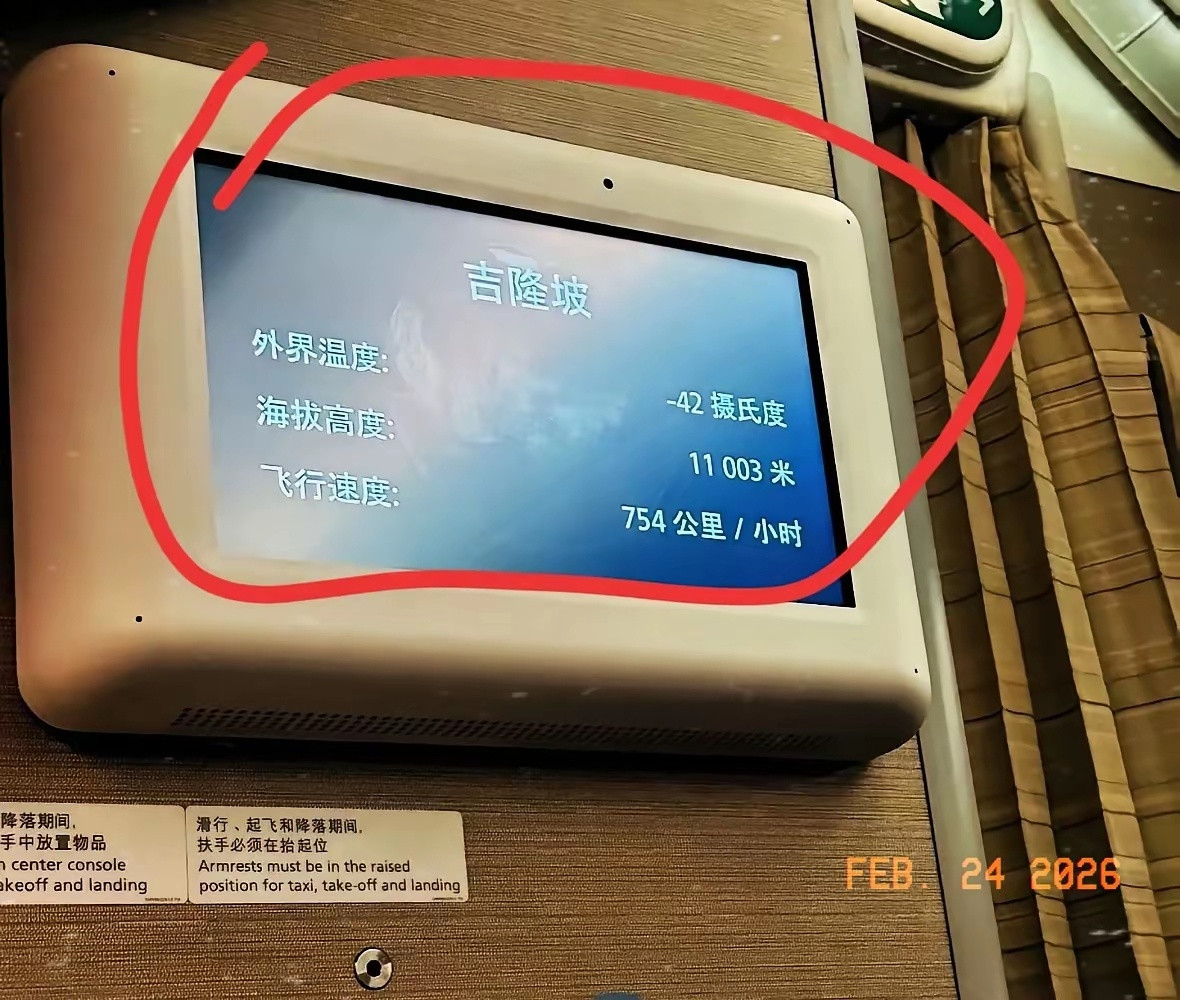 吉隆坡
外界温度:
-42 摄氏度
海拔高度:
11 003 米
飞行速度:
754 公里 / 小时
降落期间,
手中放置物品
center console
akeoff and landing
滑行、起飞和降落期间,
扶手必须在抬起位
Armrests must be in the raised
position for taxi, take-off and landing
FEB. 24 2026